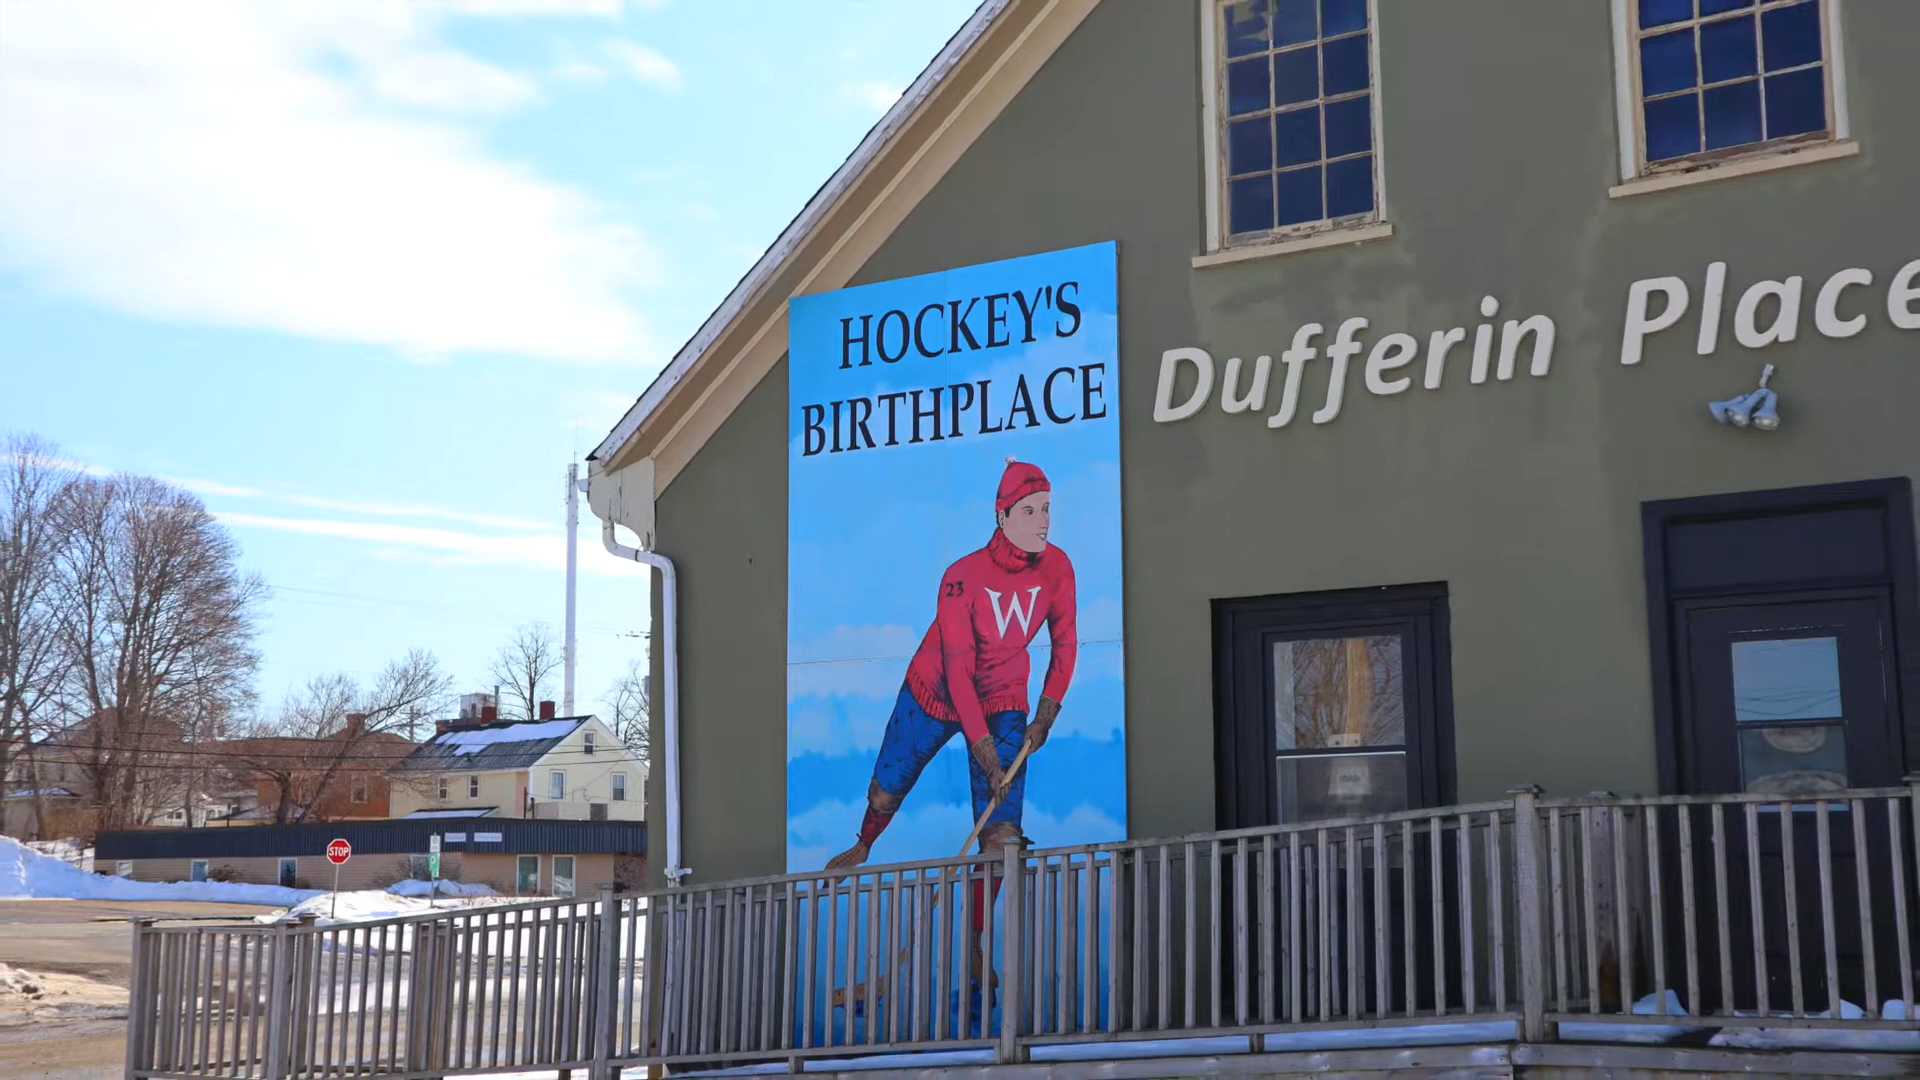 HOCKEY'S
BIRTHPLACE
Dufferin Place
23
W
STOP